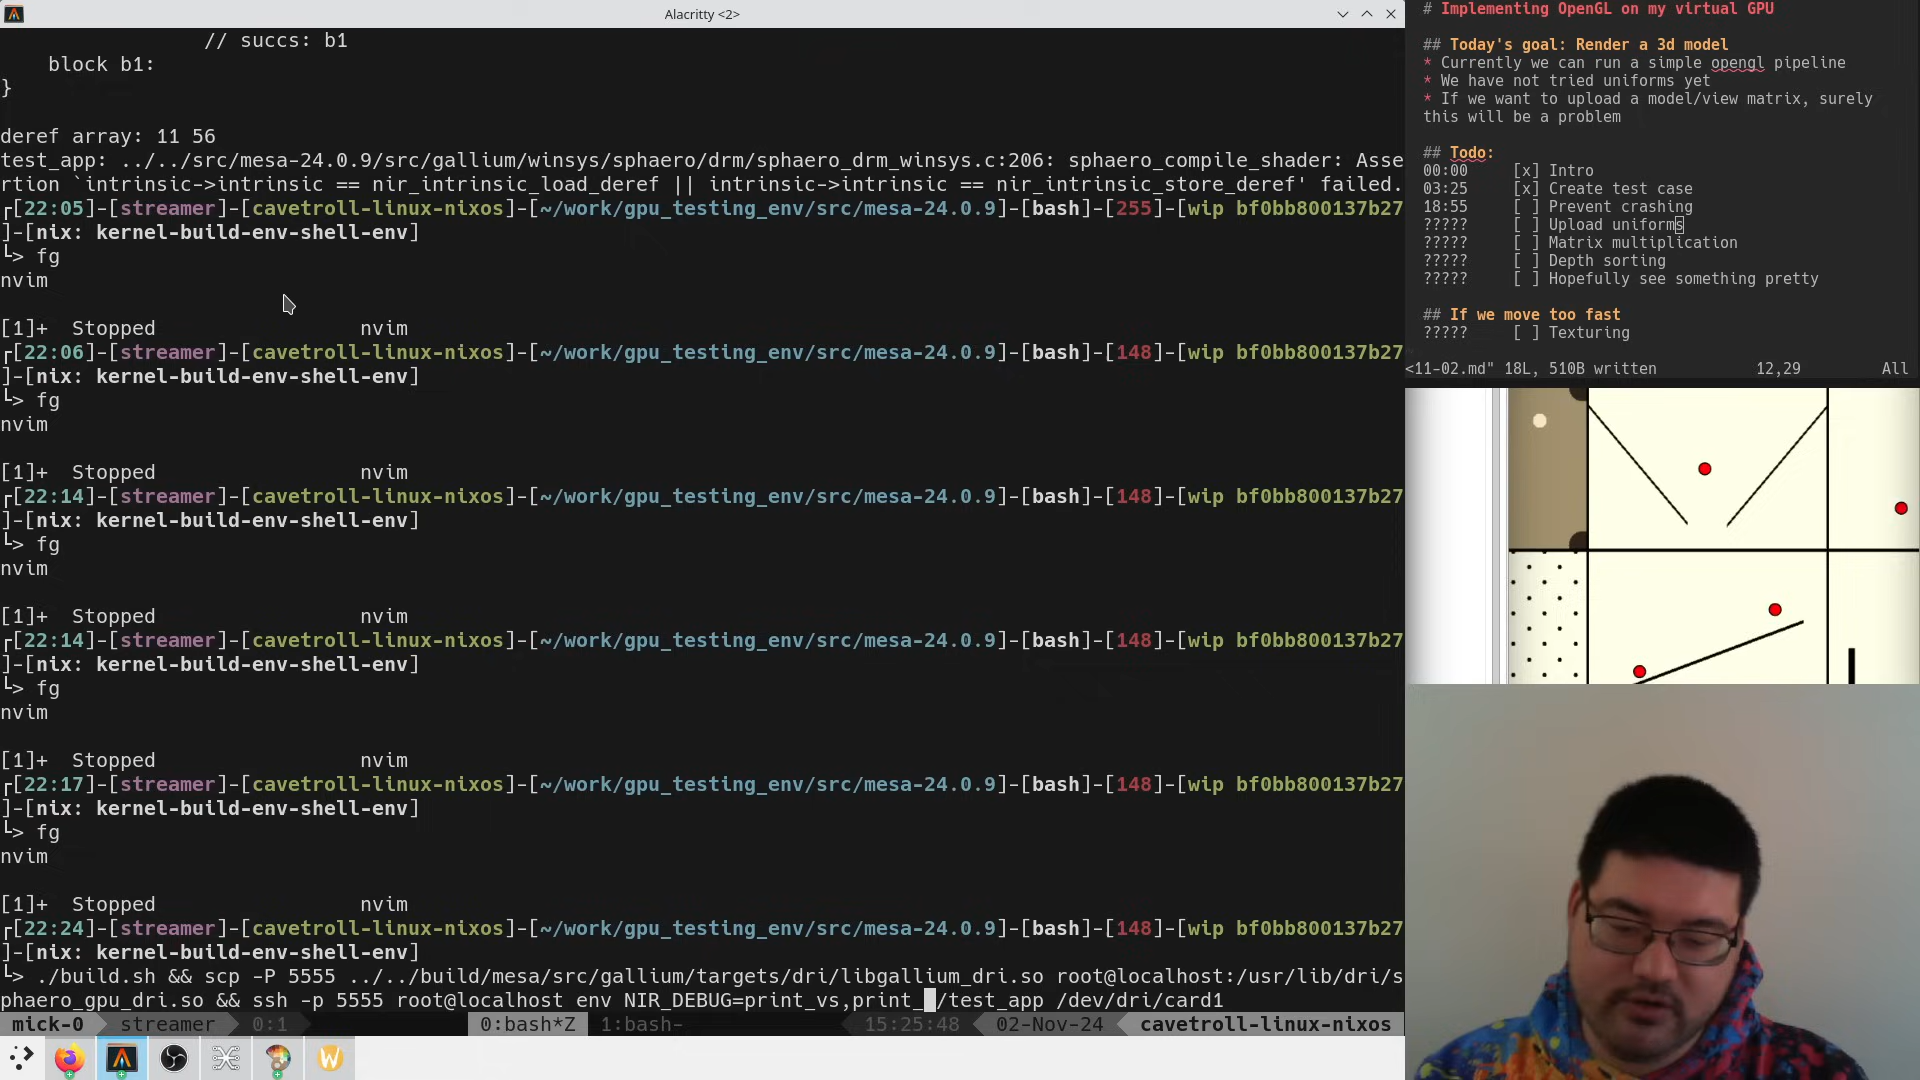 Alacritty <2>
// succs: b1
block b1:
}
deref array: 11 56
test_app: ../../src/mesa-24.0.9/src/gallium/winsys/sphaero/drm/sphaero_drm_winsys.c:206: sphaero_compile_shader: Asse
rtion `intrinsic->intrinsic == nir_intrinsic_load_deref || intrinsic->intrinsic == nir_intrinsic_store_deref' failed.
┌[22:05]-[streamer]-[cavetroll-linux-nixos]-[~/work/gpu_testing_env/src/mesa-24.0.9]-[bash]-[255]-[wip bf0bb800137b27
]-[nix: kernel-build-env-shell-env]
└> fg
nvim
[1]+  Stopped                 nvim
┌[22:06]-[streamer]-[cavetroll-linux-nixos]-[~/work/gpu_testing_env/src/mesa-24.0.9]-[bash]-[148]-[wip bf0bb800137b27
]-[nix: kernel-build-env-shell-env]
└> fg
nvim
[1]+  Stopped                 nvim
┌[22:14]-[streamer]-[cavetroll-linux-nixos]-[~/work/gpu_testing_env/src/mesa-24.0.9]-[bash]-[148]-[wip bf0bb800137b27
]-[nix: kernel-build-env-shell-env]
└> fg
nvim
[1]+  Stopped                 nvim
┌[22:14]-[streamer]-[cavetroll-linux-nixos]-[~/work/gpu_testing_env/src/mesa-24.0.9]-[bash]-[148]-[wip bf0bb800137b27
]-[nix: kernel-build-env-shell-env]
└> fg
nvim
[1]+  Stopped                 nvim
┌[22:17]-[streamer]-[cavetroll-linux-nixos]-[~/work/gpu_testing_env/src/mesa-24.0.9]-[bash]-[148]-[wip bf0bb800137b27
]-[nix: kernel-build-env-shell-env]
└> fg
nvim
[1]+  Stopped                 nvim
┌[22:24]-[streamer]-[cavetroll-linux-nixos]-[~/work/gpu_testing_env/src/mesa-24.0.9]-[bash]-[148]-[wip bf0bb800137b27
]-[nix: kernel-build-env-shell-env]
└> ./build.sh && scp -P 5555 ../../build/mesa/src/gallium/targets/dri/libgallium_dri.so root@localhost:/usr/lib/dri/s
phaero_gpu_dri.so && ssh -p 5555 root@localhost env NIR_DEBUG=print_vs,print_ /test_app /dev/dri/card1
mick-0 streamer 0:1 0:bash*Z 1:bash- 15:25:48 02-Nov-24 cavetroll-linux-nixos
# Implementing OpenGL on my virtual GPU
## Today's goal: Render a 3d model
* Currently we can run a simple opengl pipeline
* We have not tried uniforms yet
* If we want to upload a model/view matrix, surely
this will be a problem
## Todo:
00:00     [x] Intro
03:25     [x] Create test case
18:55     [ ] Prevent crashing
?????     [ ] Upload uniforms
?????     [ ] Matrix multiplication
?????     [ ] Depth sorting
?????     [ ] Hopefully see something pretty
## If we move too fast
?????     [ ] Texturing
<11-02.md" 18L, 510B written 12,29 All